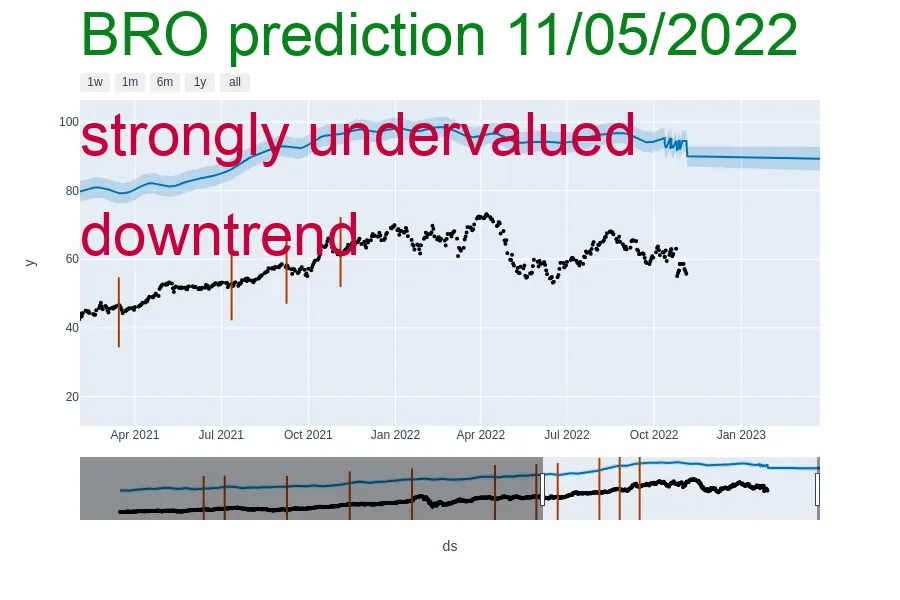 BRO prediction 11/05/2022
1w 1m 6m 1y all
strongly undervalued
downtrend
100
80
60
40
20
y
Apr 2021 Jul 2021 Oct 2021 Jan 2022 Apr 2022 Jul 2022 Oct 2022 Jan 2023
ds